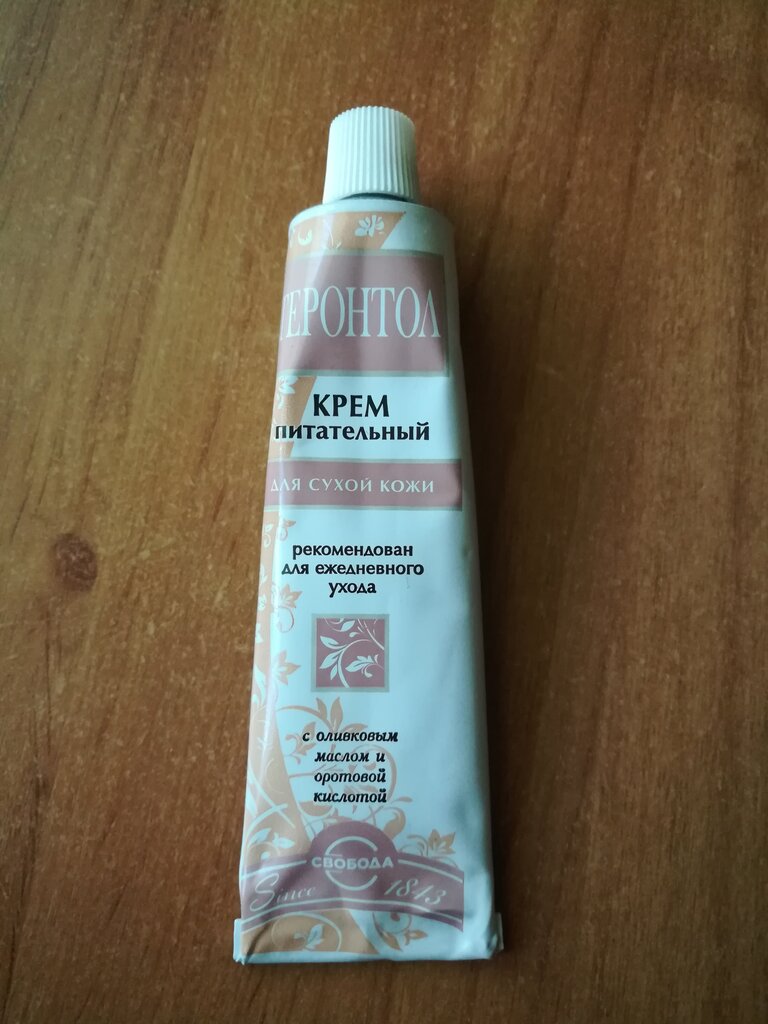 ГЕРОНТОЛ
КРЕМ
питательный
ДЛЯ СУХОЙ КОЖИ
рекомендован
для ежедневного
ухода
с оливковым
маслом и
оротовой
кислотой
СВОБОДА
Since 1843